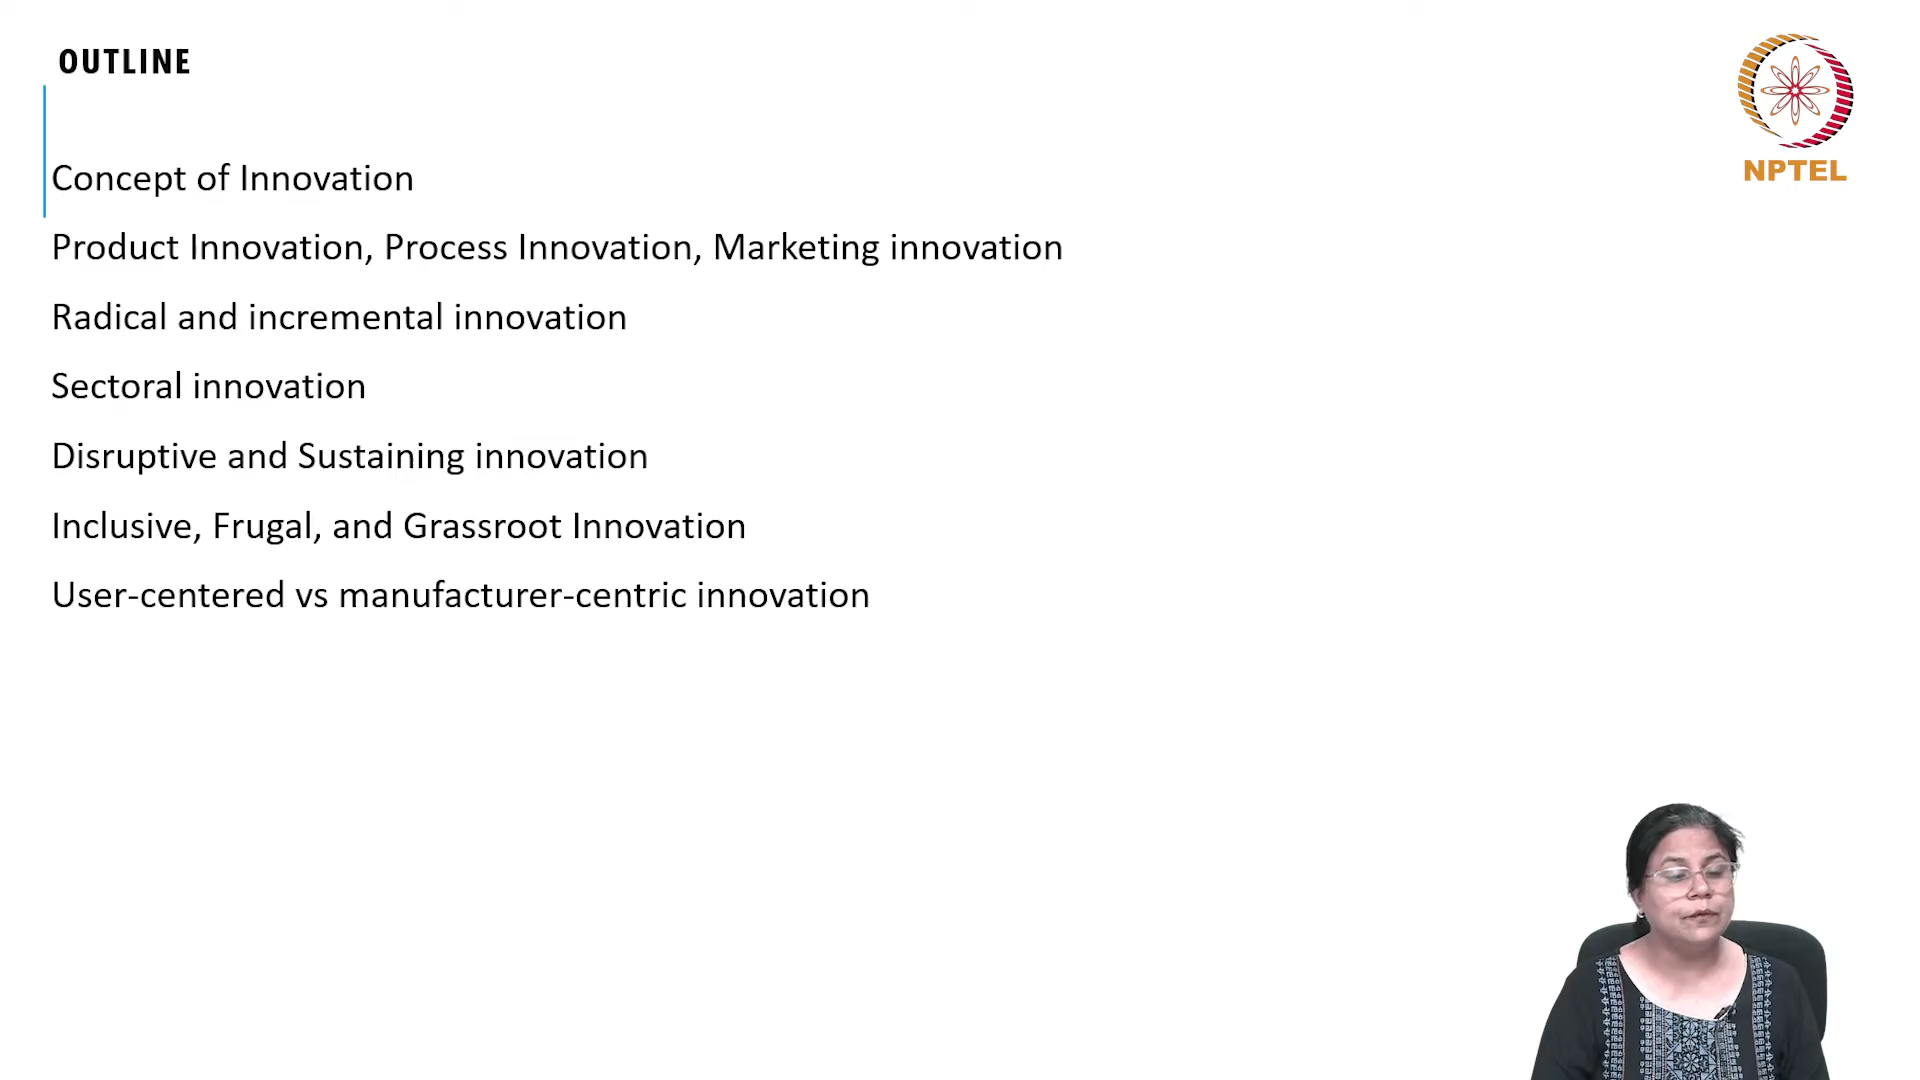 OUTLINE
NPTEL
Concept of Innovation
Product Innovation, Process Innovation, Marketing innovation
Radical and incremental innovation
Sectoral innovation
Disruptive and Sustaining innovation
Inclusive, Frugal, and Grassroot Innovation
User-centered vs manufacturer-centric innovation